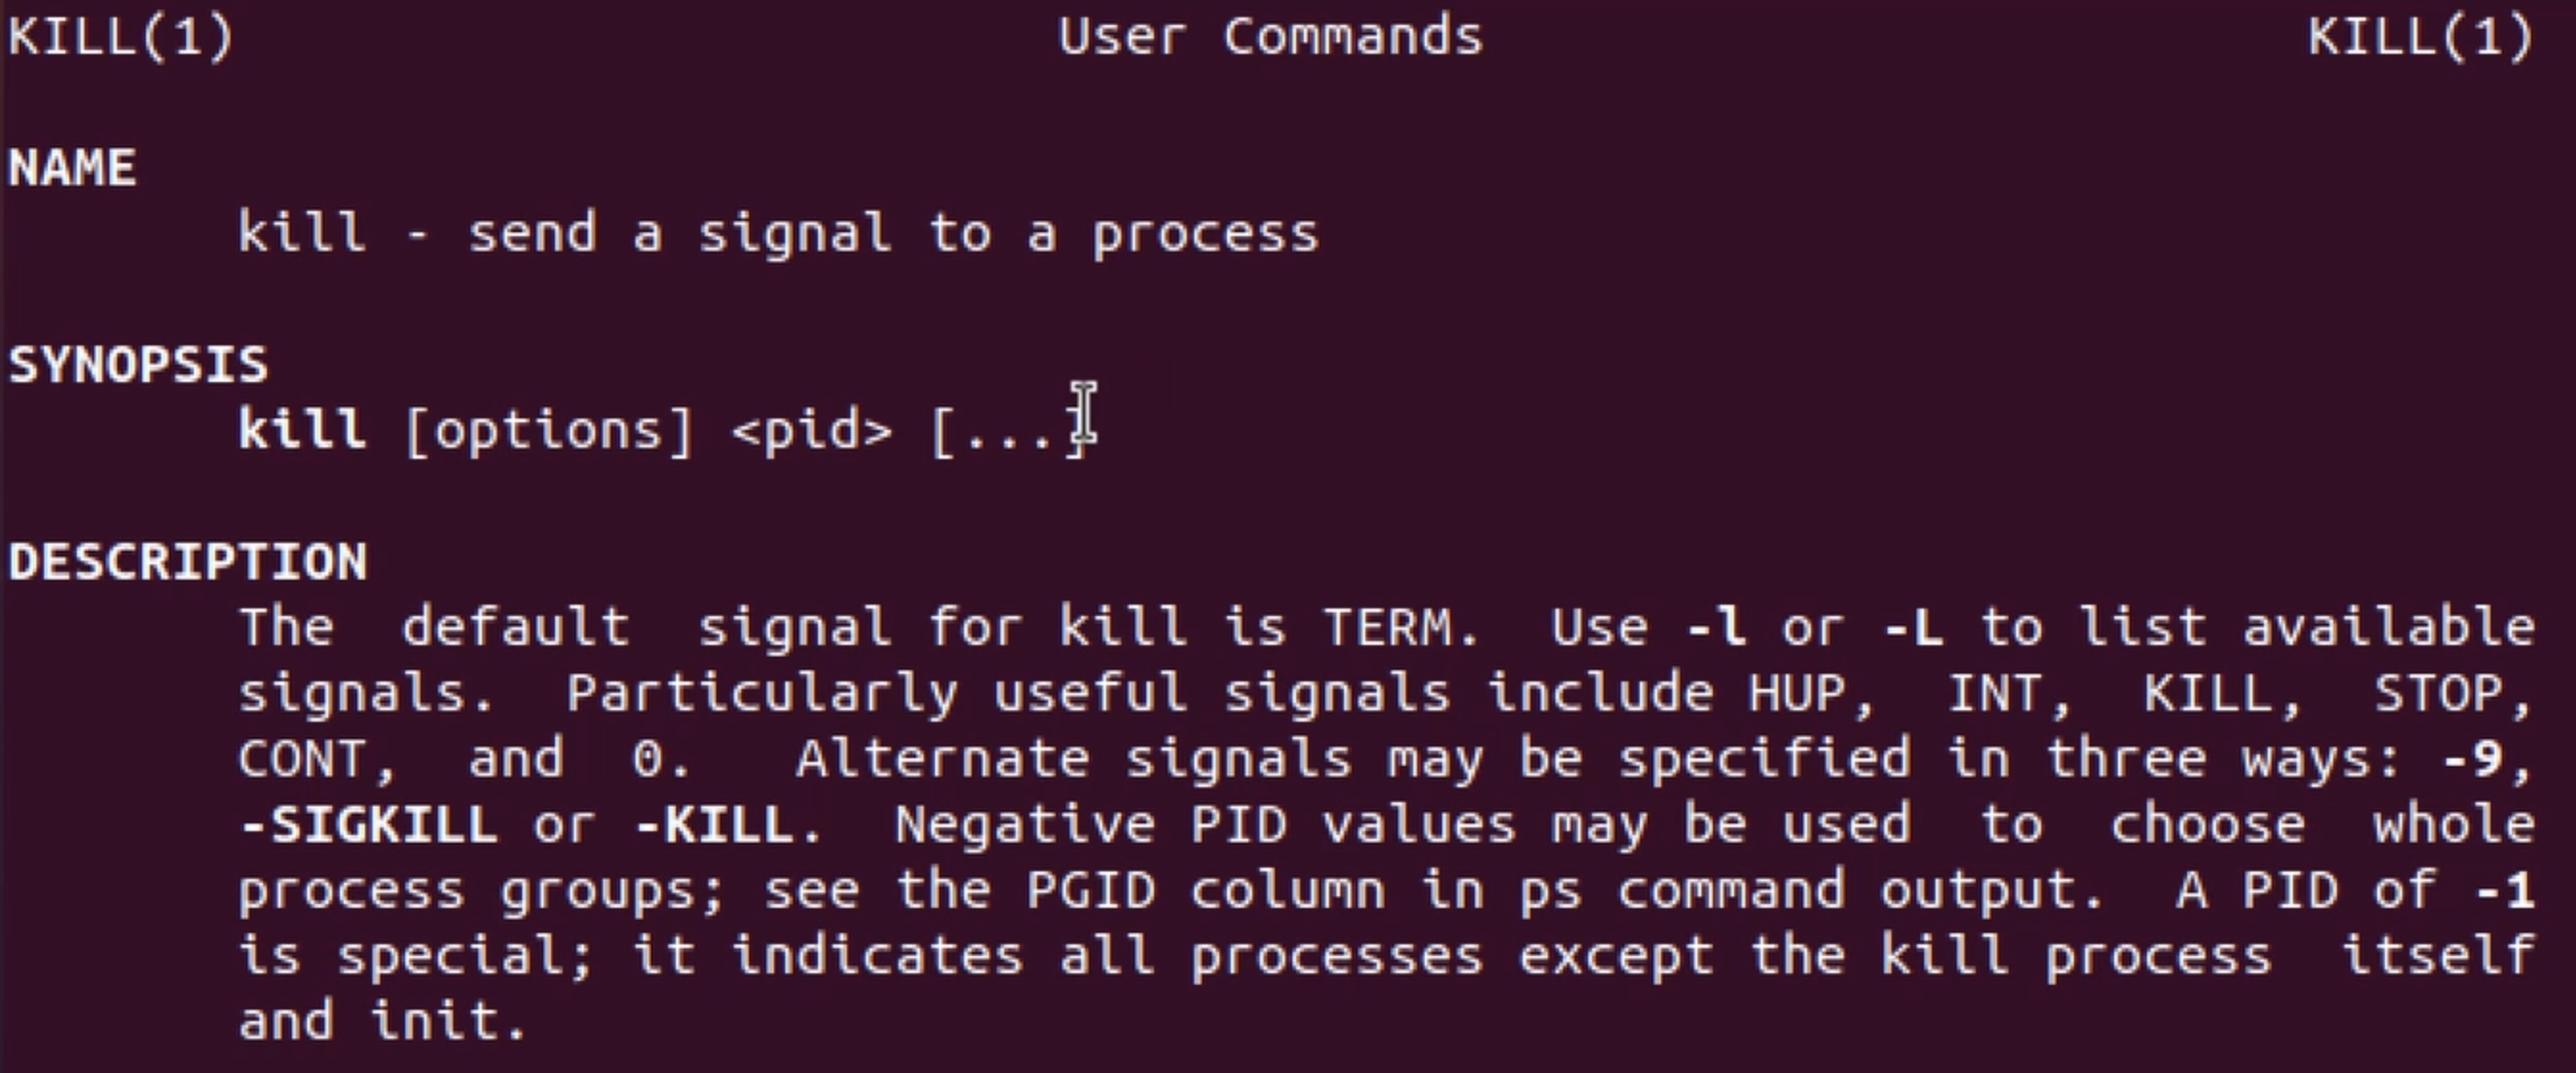 KILL(1) User Commands KILL(1)
NAME
kill - send a signal to a process
SYNOPSIS
kill [options] <pid> [...]
DESCRIPTION
The default signal for kill is TERM. Use -l or -L to list available
signals. Particularly useful signals include HUP, INT, KILL, STOP,
CONT, and 0. Alternate signals may be specified in three ways: -9,
-SIGKILL or -KILL. Negative PID values may be used to choose whole
process groups; see the PGID column in ps command output. A PID of -1
is special; it indicates all processes except the kill process itself
and init.